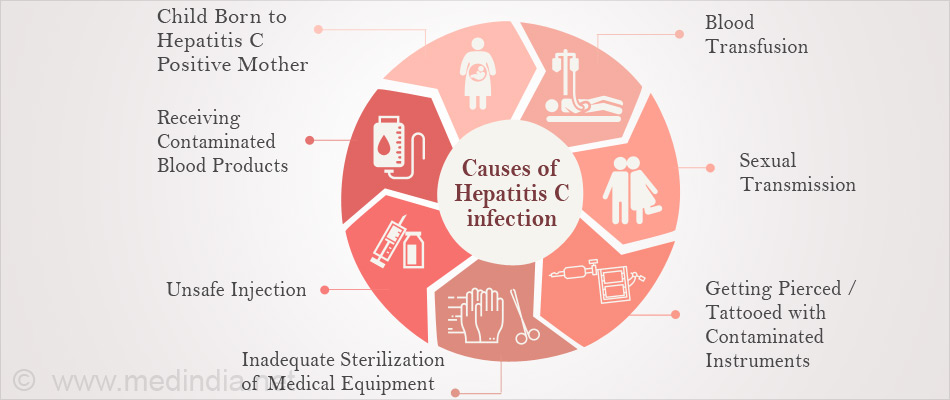 Child Born to
Hepatitis C
Positive Mother
Blood
Transfusion
Receiving
Contaminated
Blood Products
Causes of
Hepatitis C
infection
Sexual
Transmission
Unsafe Injection
Getting Pierced /
Tattooed with
Contaminated
Instruments
Inadequate Sterilization
of Medical Equipment
© www.medindia.net